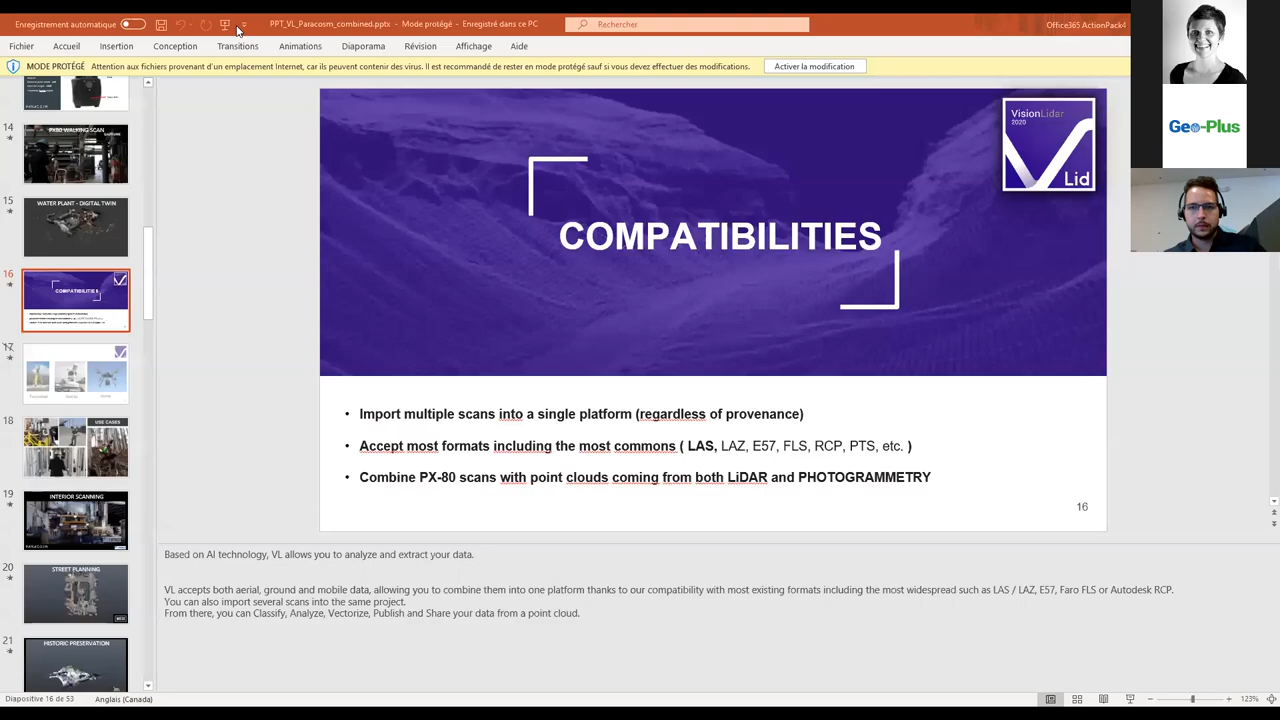 Enregistrement automatique
PPT_VL_Paracosm_combined.pptx - Mode protégé - Enregistré dans ce PC
Rechercher
Office365 ActionPack4
Fichier Accueil Insertion Conception Transitions Animations Diaporama Révision Affichage Aide
MODE PROTÉGÉ Attention aux fichiers provenant d'un emplacement Internet, car ils peuvent contenir des virus. Il est recommandé de rester en mode protégé sauf si vous devez effectuer des modifications. Activer la modification
14
PX80 WALKING SCAN
15
WATER PLANT - DIGITAL TWIN
16
COMPATIBILITIES
17
18
USE CASES
19
INTERIOR SCANNING
20
STREET PLANNING
21
HISTORIC PRESERVATION
VisionLidar
2020
Lid
COMPATIBILITIES
• Import multiple scans into a single platform (regardless of provenance)
• Accept most formats including the most commons ( LAS, LAZ, E57, FLS, RCP, PTS, etc. )
• Combine PX-80 scans with point clouds coming from both LiDAR and PHOTOGRAMMETRY
16
Based on AI technology, VL allows you to analyze and extract your data.
VL accepts both aerial, ground and mobile data, allowing you to combine them into one platform thanks to our compatibility with most existing formats including the most widespread such as LAS / LAZ, E57, Faro FLS or Autodesk RCP.
You can also import several scans into the same project.
From there, you can Classify, Analyze, Vectorize, Publish and Share your data from a point cloud.
Geo-Plus
Diapositive 16 de 53 Anglais (Canada)
123%